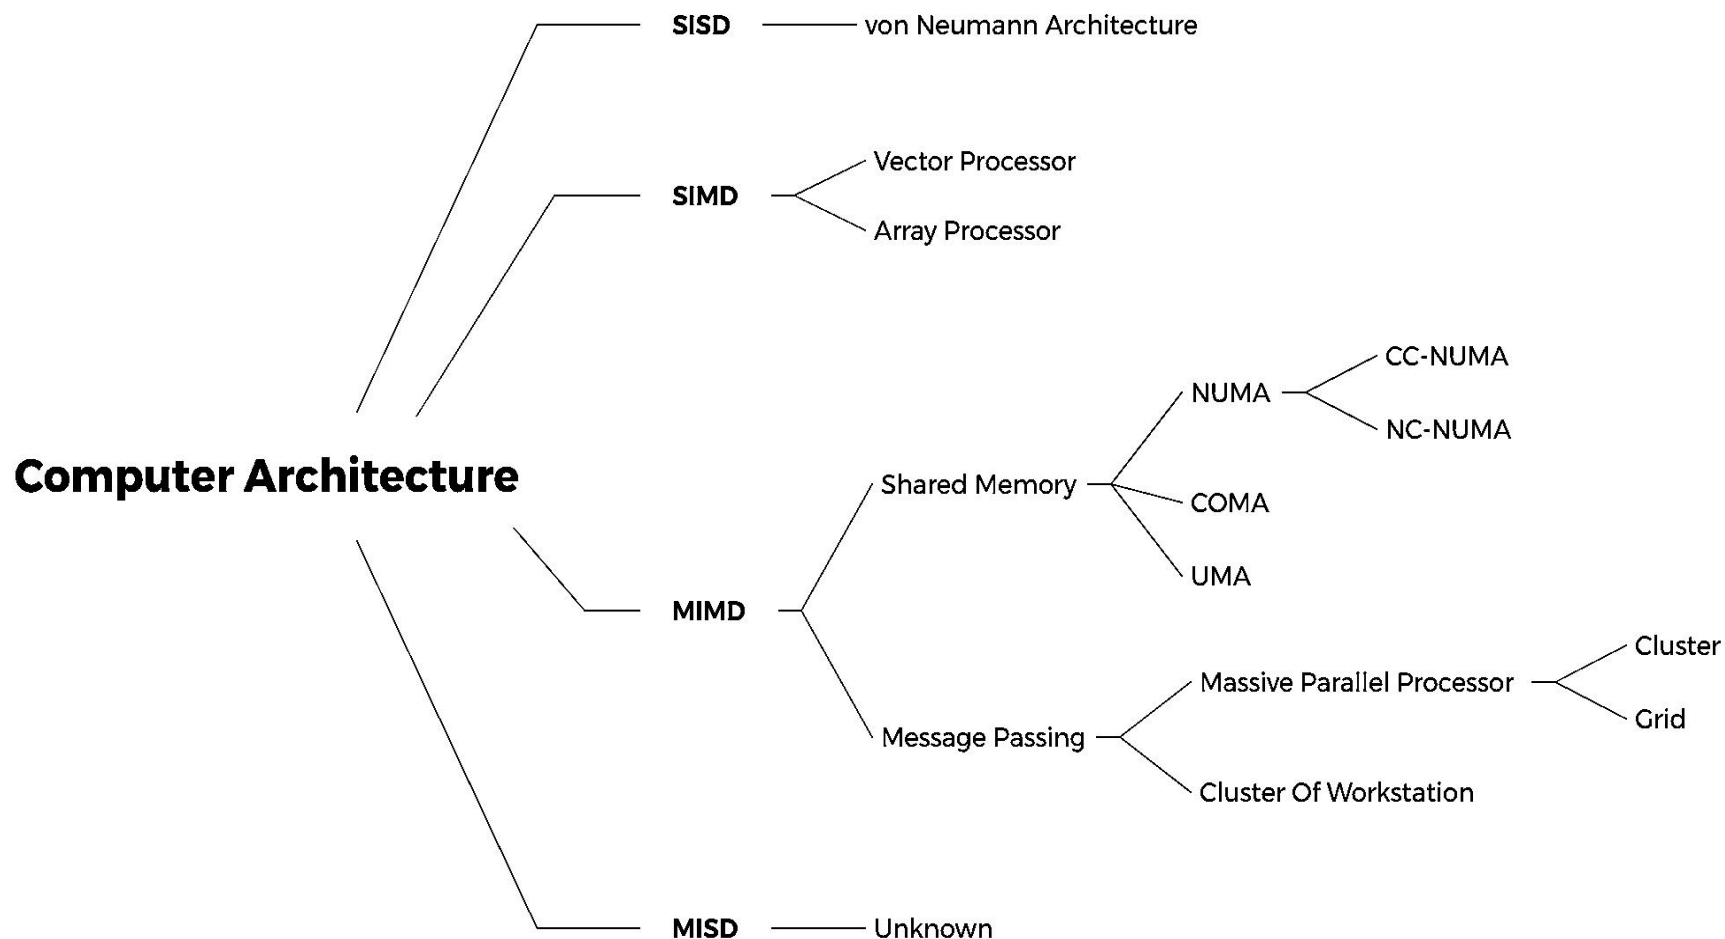 SISD
von Neumann Architecture
SIMD
Vector Processor
Array Processor
Computer Architecture
MIMD
Shared Memory
NUMA
CC-NUMA
NC-NUMA
COMA
UMA
Message Passing
Massive Parallel Processor
Cluster
Grid
Cluster Of Workstation
MISD
Unknown